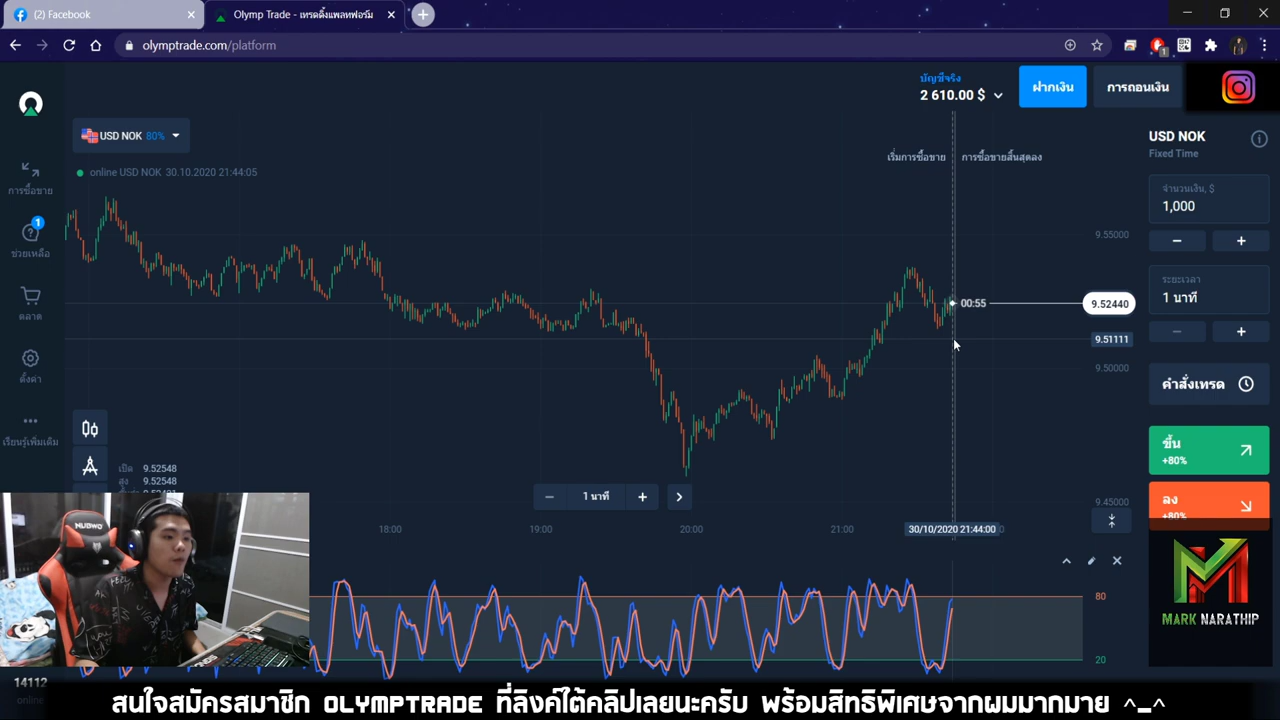 (2) Facebook
Olymp Trade - เทรดดิ้งแพลทฟอร์ม
olymptrade.com/platform
1
บัญชีจริง
2 610.00 $
ฝากเงิน
การถอนเงิน
USD NOK 80%
online USD NOK 30.10.2020 21:44:05
เริ่มการซื้อขาย
การซื้อขายสิ้นสุดลง
USD NOK
Fixed Time
จำนวนเงิน, $
1,000
ระยะเวลา
1 นาที
คำสั่งเทรด
ขึ้น
+80%
ลง
+80%
การซื้อขาย
1
ช่วยเหลือ
ตลาด
ตั้งค่า
เรียนรู้เพิ่มเติม
9.55000
00:55
9.52440
9.51111
9.50000
9.45000
เปิด 9.52548
สูง 9.52548
1 นาที
18:00
19:00
20:00
21:00
30/10/2020 21:44:00
80
20
NUBWO
MARK NARATHIP
14112
online
สนใจสมัครสมาชิก OLYMPTRADE ที่ลิงค์ใต้คลิปเลยนะครับ พร้อมสิทธิพิเศษจากผมมากมาย ^_^